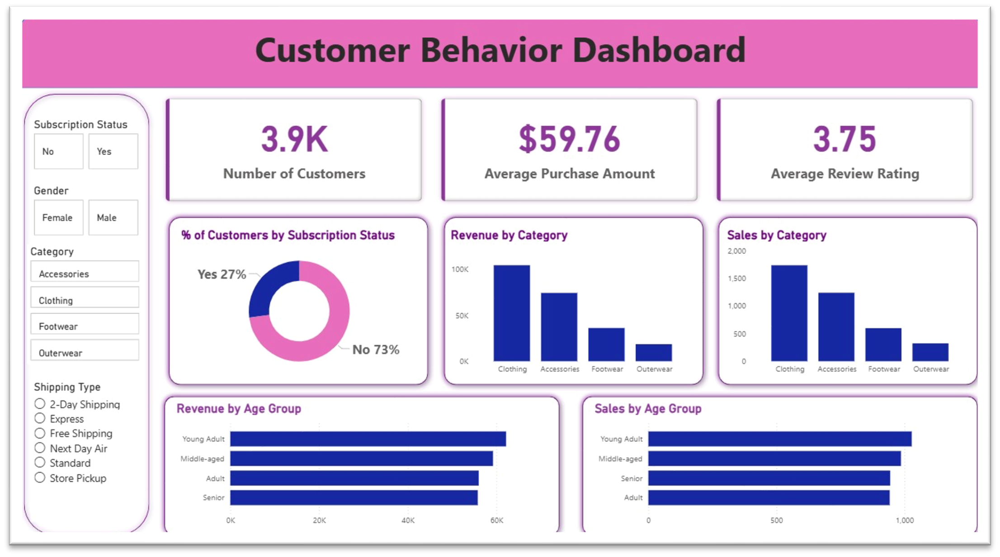 Customer Behavior Dashboard
Subscription Status
No
Yes
Gender
Female
Male
Category
Accessories
Clothing
Footwear
Outerwear
Shipping Type
2-Day Shipping
Express
Free Shipping
Next Day Air
Standard
Store Pickup
3.9K
Number of Customers
$59.76
Average Purchase Amount
3.75
Average Review Rating
% of Customers by Subscription Status
Yes 27%
No 73%
Revenue by Category
100K
50K
0K
Clothing
Accessories
Footwear
Outerwear
Sales by Category
2,000
1,500
1,000
500
0
Clothing
Accessories
Footwear
Outerwear
Revenue by Age Group
Young Adult
Middle-aged
Adult
Senior
0K
20K
40K
60K
Sales by Age Group
Young Adult
Middle-aged
Senior
Adult
0
500
1,000